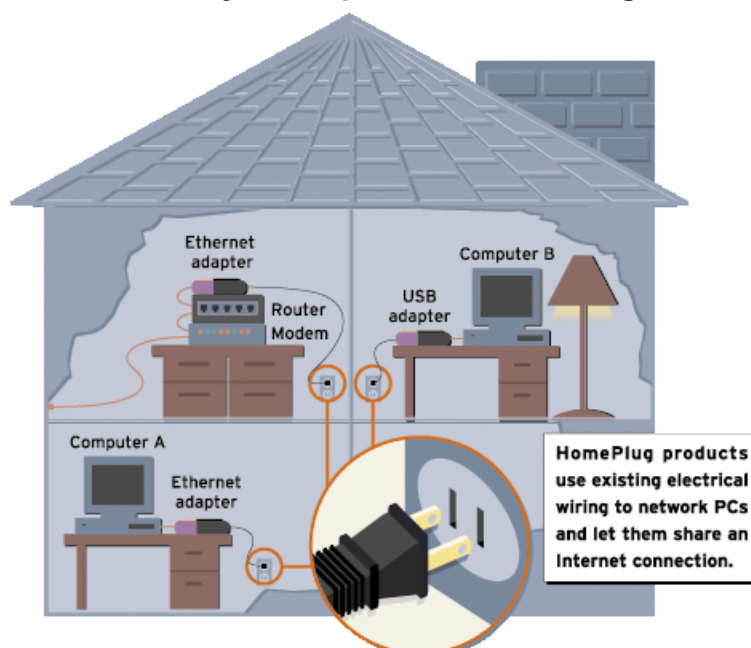 Ethernet
adapter
Router
Modem
Computer B
USB
adapter
Computer A
Ethernet
adapter
HomePlug products
use existing electrical
wiring to network PCs
and let them share an
Internet connection.